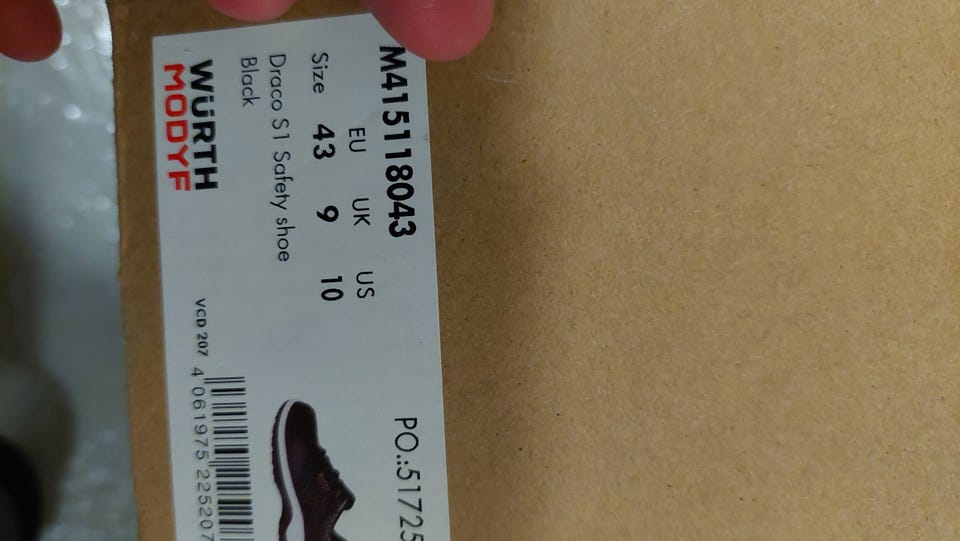 M415118043
EU UK US
Size 43 9 10
Draco S1 Safety shoe
Black
WÜRTH
MODYF
PO.:51725
VCD 207
4 061975 225207